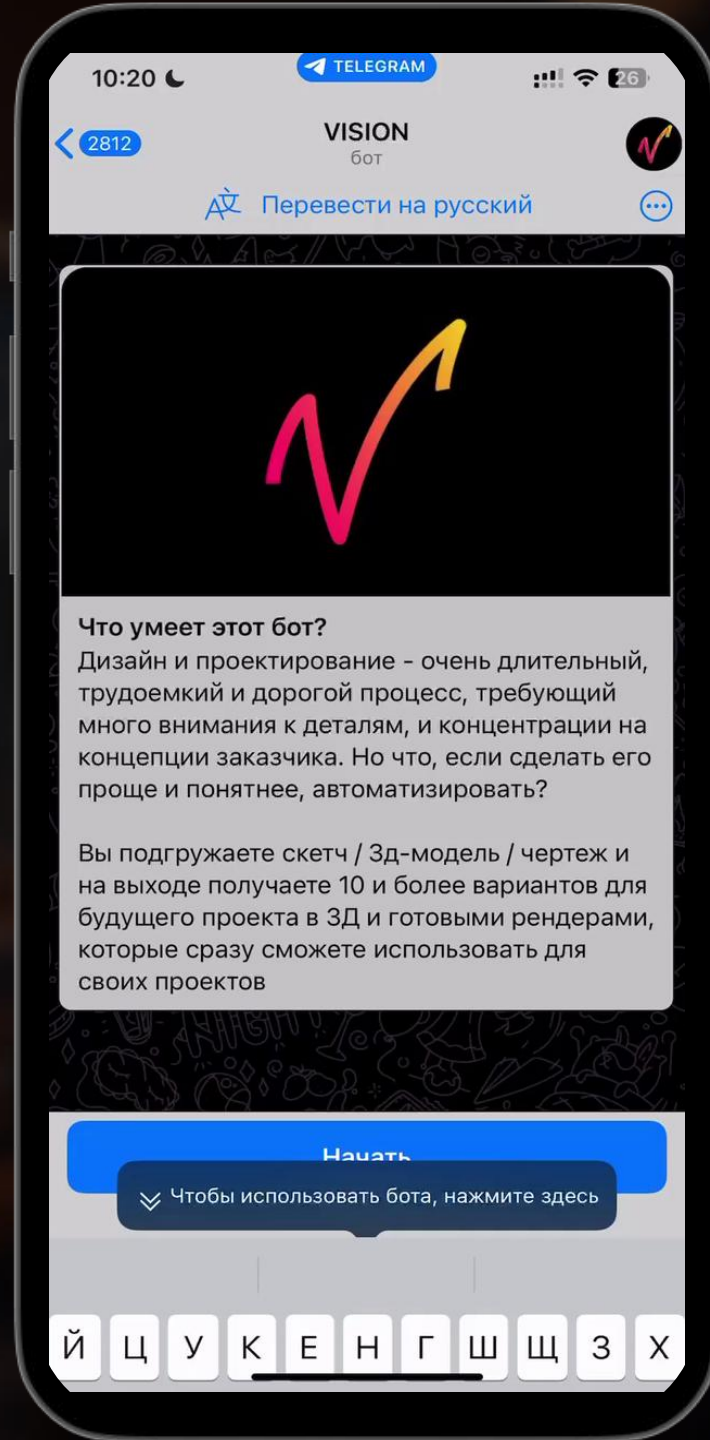 10:20
TELEGRAM
26
2812
VISION
бот
Перевести на русский
Что умеет этот бот?
Дизайн и проектирование - очень длительный,
трудоемкий и дорогой процесс, требующий
много внимания к деталям, и концентрации на
концепции заказчика. Но что, если сделать его
проще и понятнее, автоматизировать?
Вы подгружаете скетч / 3д-модель / чертеж и
на выходе получаете 10 и более вариантов для
будущего проекта в 3Д и готовыми рендерами,
которые сразу сможете использовать для
своих проектов
NIGHT
Начать
Чтобы использовать бота, нажмите здесь
Й Ц У К Е Н Г Ш Щ З Х